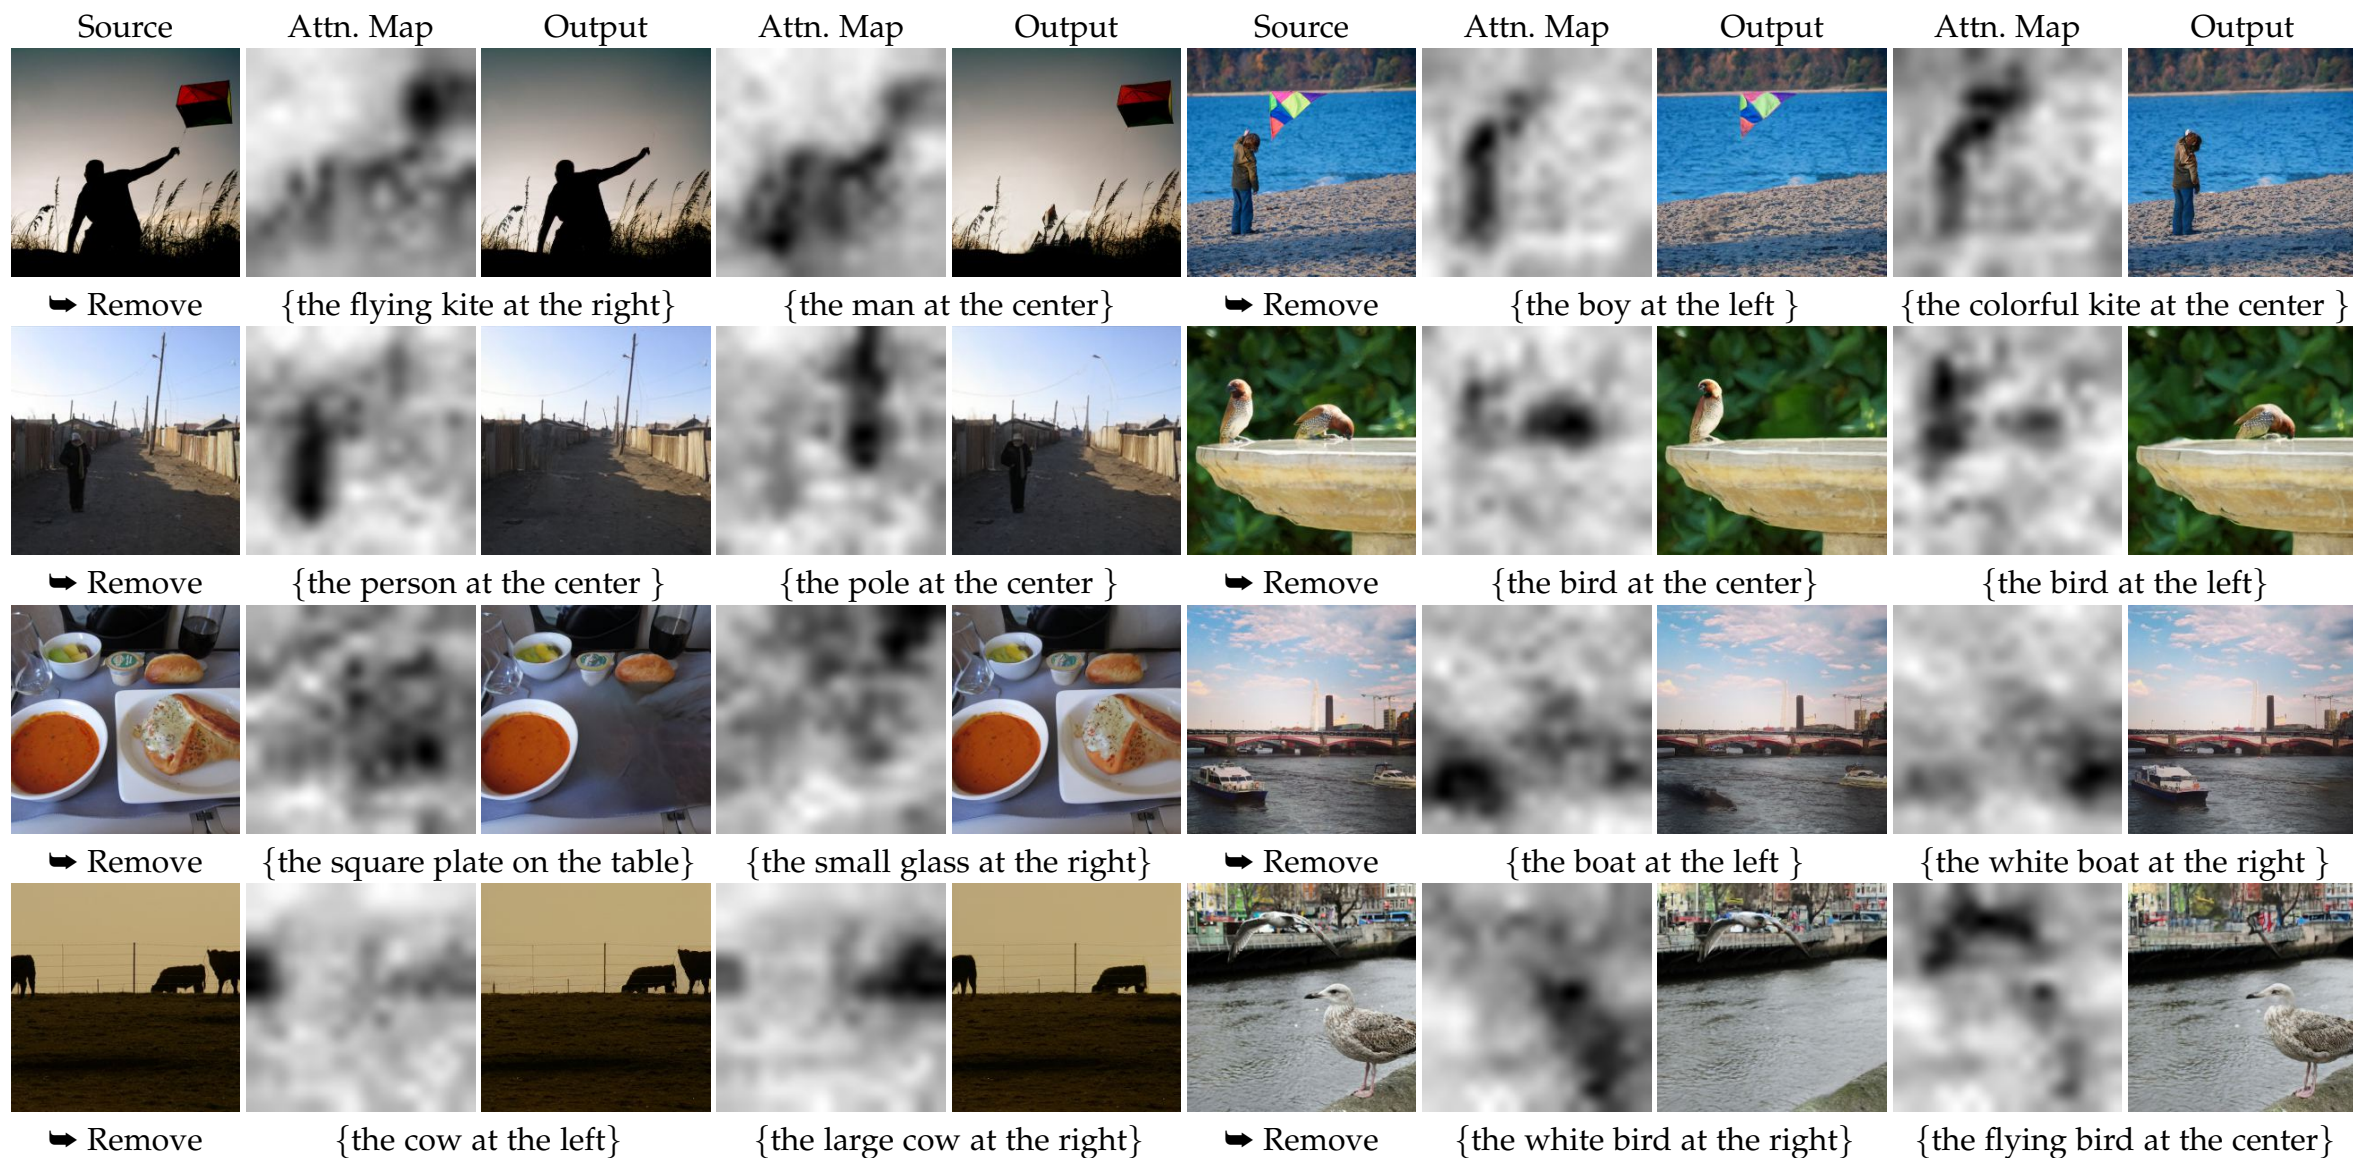 Source Attn. Map Output Attn. Map Output Source Attn. Map Output Attn. Map Output
➥ Remove {the flying kite at the right} {the man at the center} ➥ Remove {the boy at the left } {the colorful kite at the center }
➥ Remove {the person at the center } {the pole at the center } ➥ Remove {the bird at the center} {the bird at the left}
➥ Remove {the square plate on the table} {the small glass at the right} ➥ Remove {the boat at the left } {the white boat at the right }
➥ Remove {the cow at the left} {the large cow at the right} ➥ Remove {the white bird at the right} {the flying bird at the center}